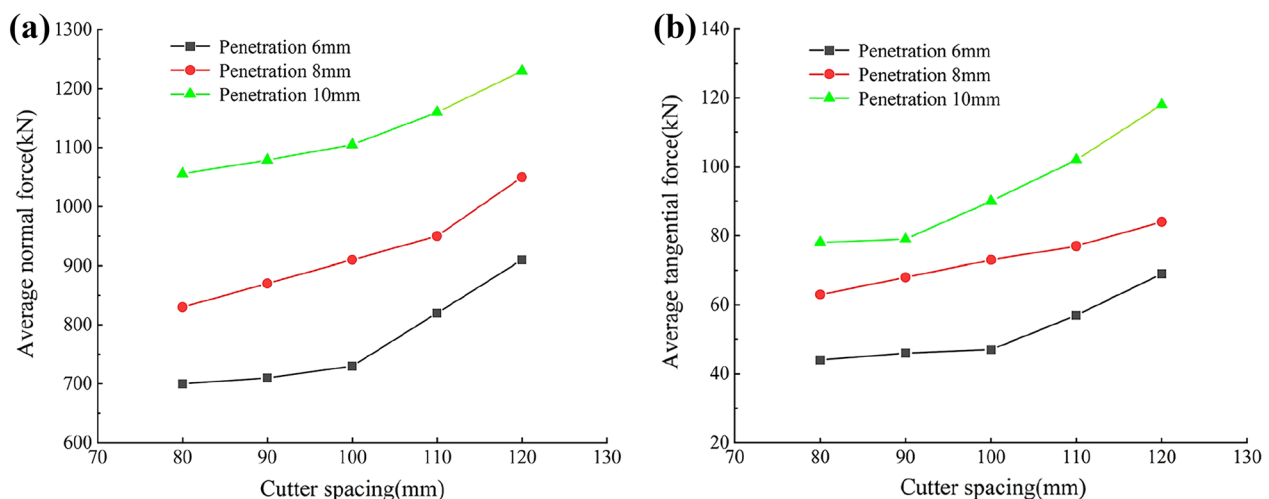 (a)
Penetration 6mm
Penetration 8mm
Penetration 10mm
Average normal force(kN)
1300
1200
1100
1000
900
800
700
600
70 80 90 100 110 120 130
Cutter spacing(mm)
(b)
Penetration 6mm
Penetration 8mm
Penetration 10mm
Average tangential force(kN)
140
120
100
80
60
40
20
70 80 90 100 110 120 130
Cutter spacing(mm)